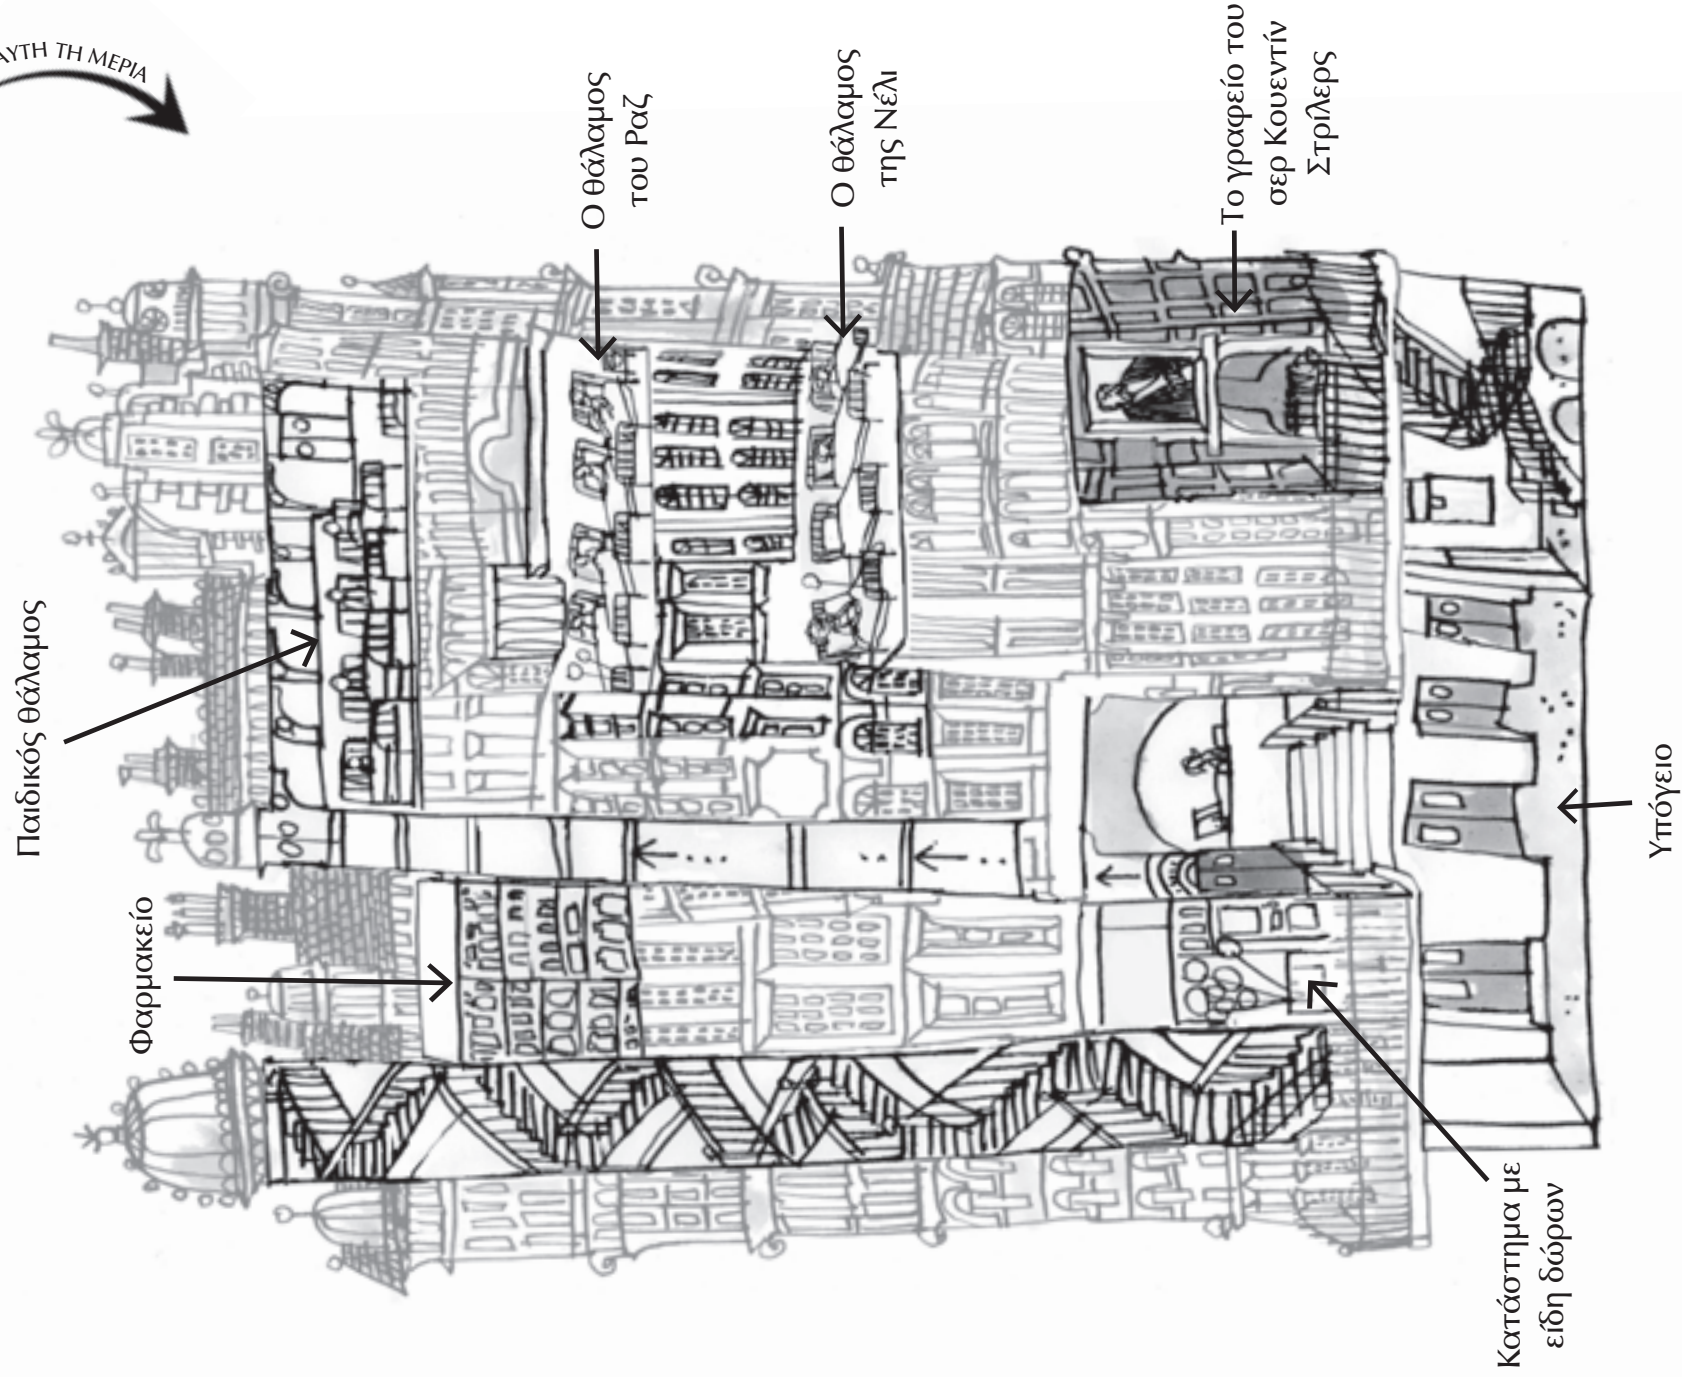 ΑΥΤΗ ΤΗ ΜΕΡΙΑ
Παιδικός θάλαμος
Φαρμακείο
Ο θάλαμος
του Ραζ
Ο θάλαμος
της Νέλι
Το γραφείο του
σερ Κουεντίν
Στρίλερς
Κατάστημα με
είδη δώρων
Υπόγειο